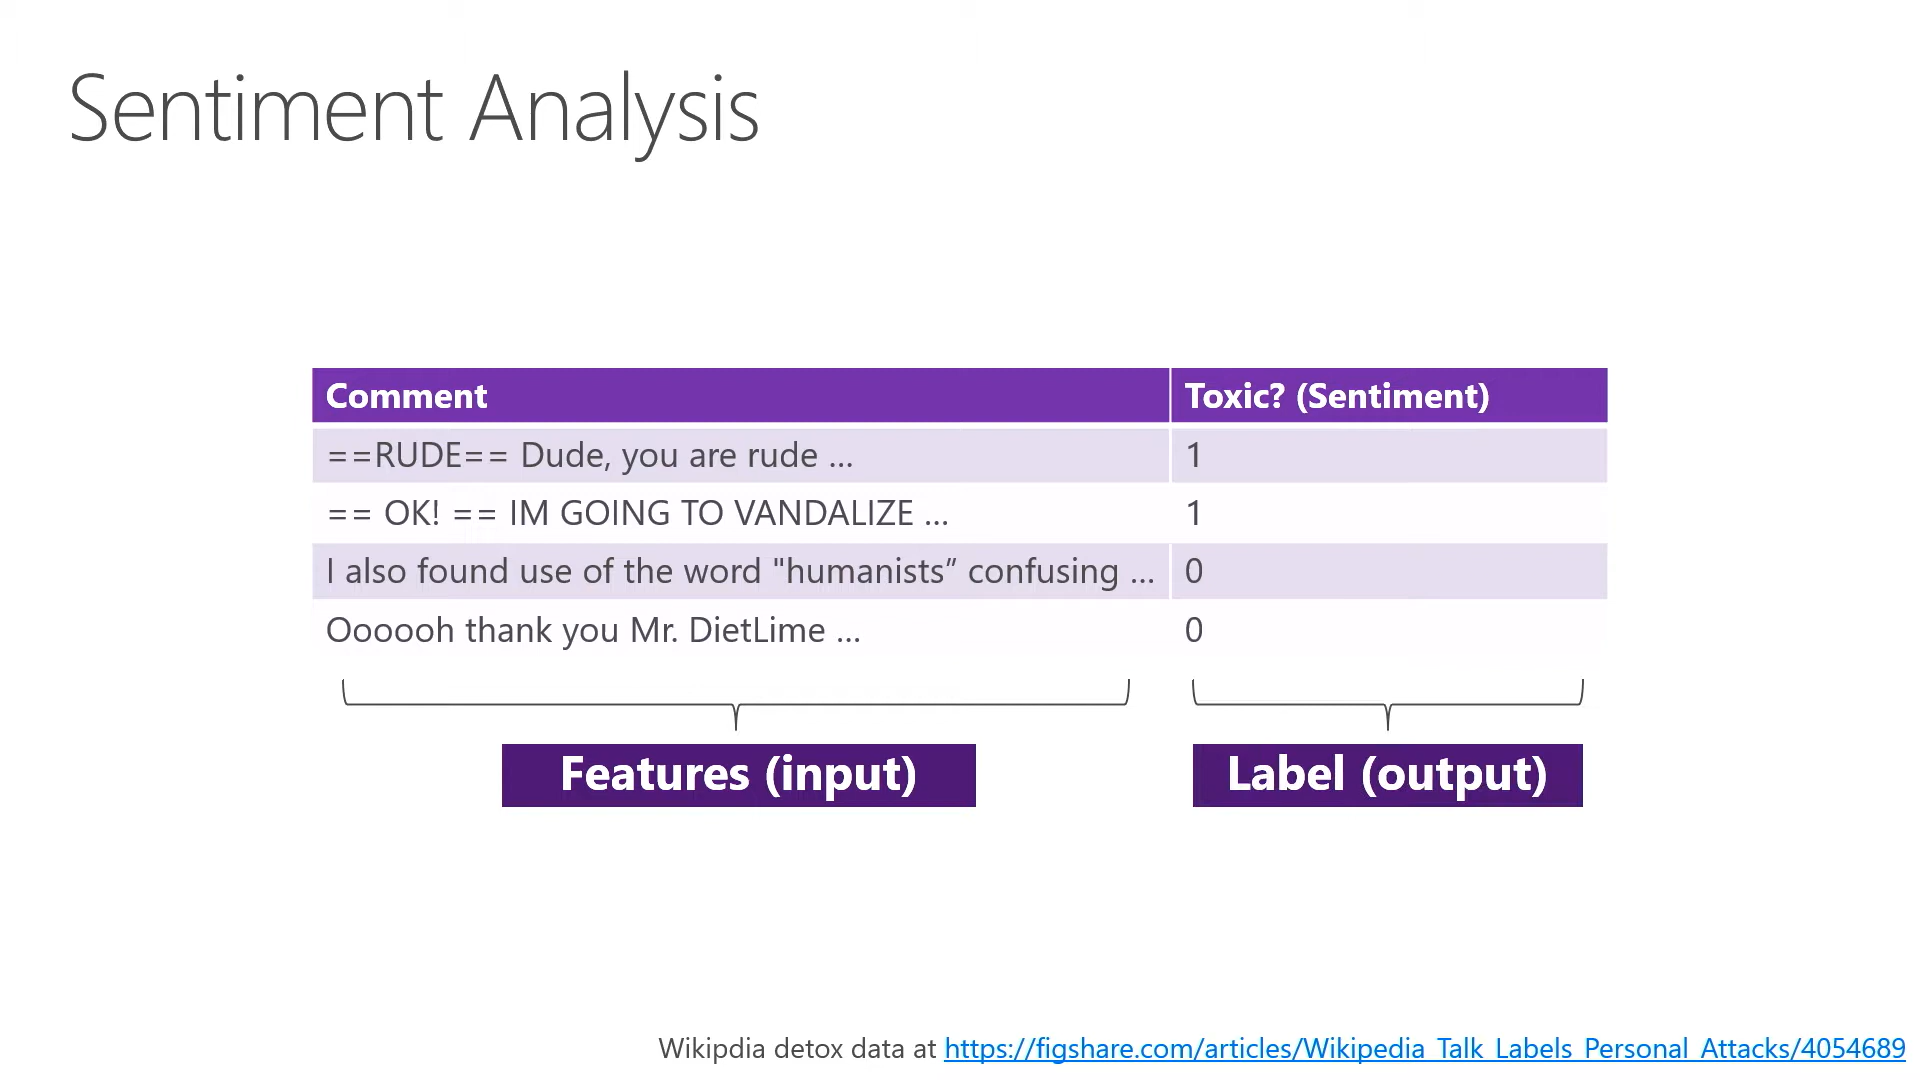 Sentiment Analysis
Comment
Toxic? (Sentiment)
==RUDE== Dude, you are rude ...
1
== OK! == IM GOING TO VANDALIZE ...
1
I also found use of the word "humanists” confusing ...
0
Oooooh thank you Mr. DietLime ...
0
Features (input)
Label (output)
Wikipdia detox data at https://figshare.com/articles/Wikipedia_Talk_Labels_Personal_Attacks/4054689